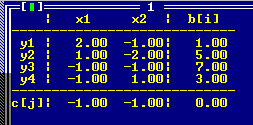 [ ] 1
x1 x2 b[i]
y1 2.00 -1.00 1.00
y2 1.00 -2.00 5.00
y3 -1.00 -1.00 7.00
y4 -1.00 1.00 3.00
c[j] -1.00 -1.00 0.00